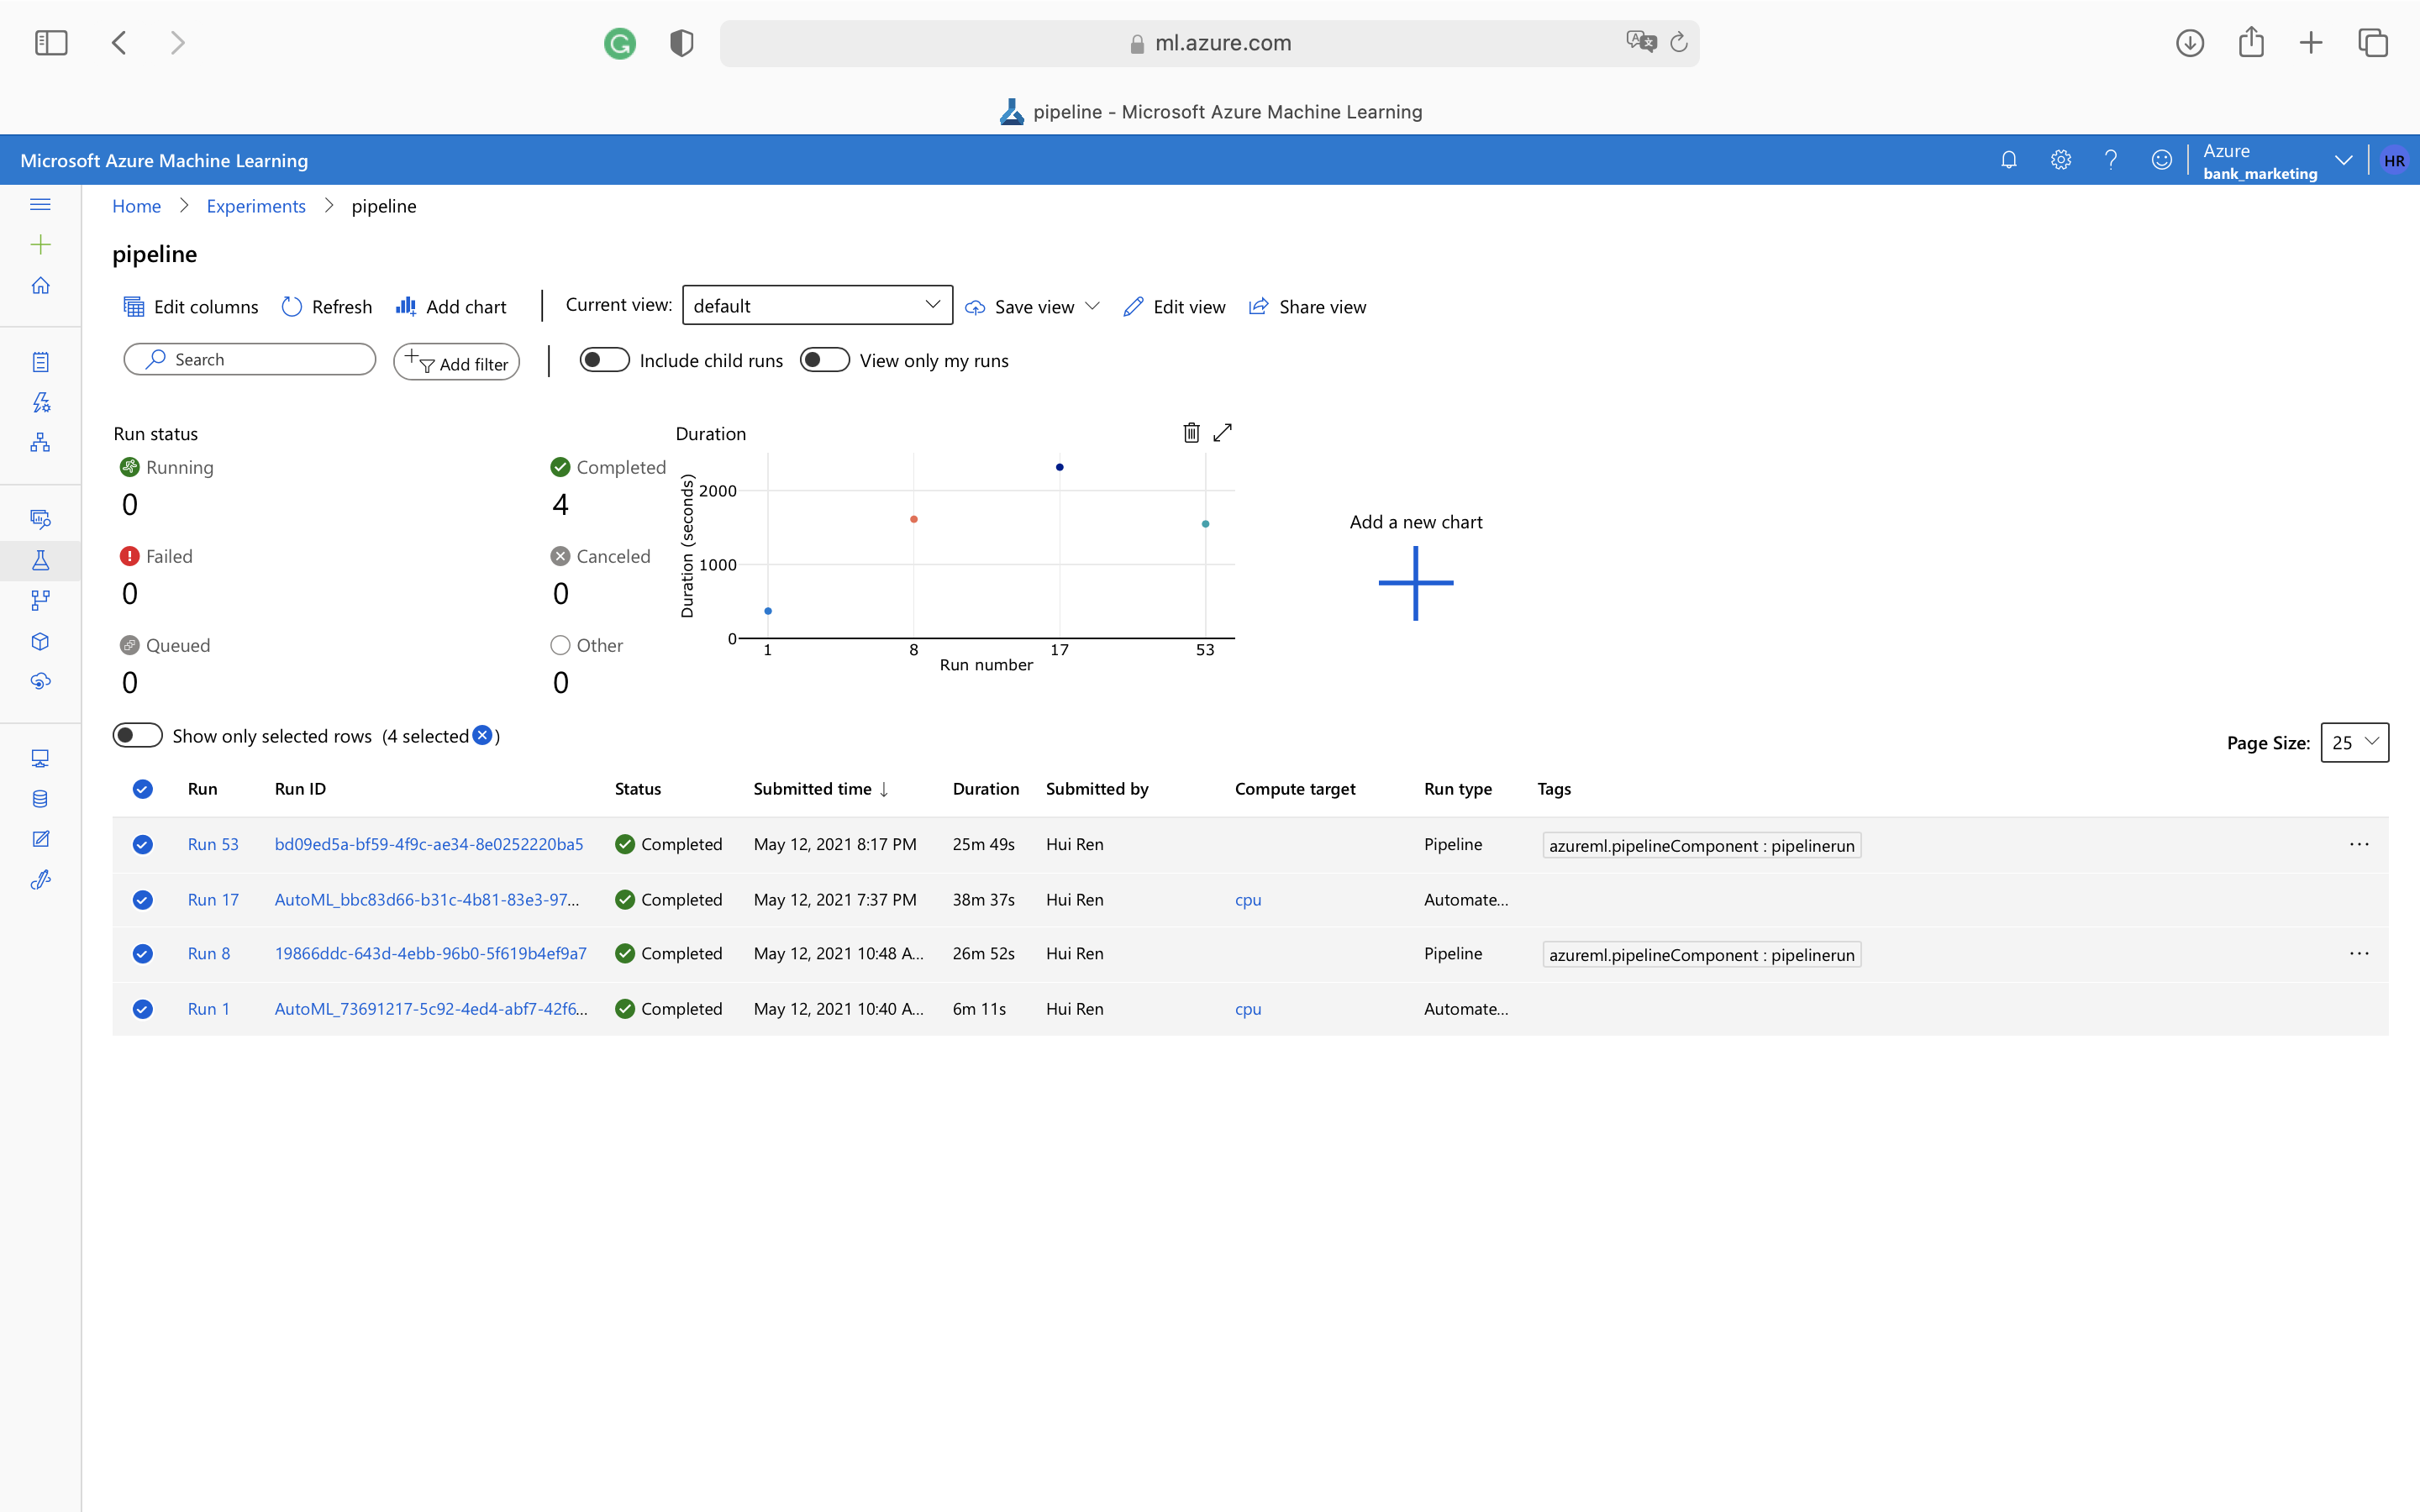 ml.azure.com
pipeline - Microsoft Azure Machine Learning
Microsoft Azure Machine Learning
Azure
bank_marketing
HR
Home > Experiments > pipeline
pipeline
Edit columns Refresh Add chart Current view: default Save view Edit view Share view
Search Add filter Include child runs View only my runs
Run status
Running
0
Completed
4
Failed
0
Canceled
0
Queued
0
Other
0
Duration
Duration (seconds)
2000
1000
0
1 8 17 53
Run number
Add a new chart
Show only selected rows (4 selected )
Page Size: 25
Run Run ID Status Submitted time ↓ Duration Submitted by Compute target Run type Tags
Run 53 bd09ed5a-bf59-4f9c-ae34-8e0252220ba5 Completed May 12, 2021 8:17 PM 25m 49s Hui Ren Pipeline azureml.pipelineComponent : pipelinerun ...
Run 17 AutoML_bbc83d66-b31c-4b81-83e3-97... Completed May 12, 2021 7:37 PM 38m 37s Hui Ren cpu Automate...
Run 8 19866ddc-643d-4ebb-96b0-5f619b4ef9a7 Completed May 12, 2021 10:48 A... 26m 52s Hui Ren Pipeline azureml.pipelineComponent : pipelinerun ...
Run 1 AutoML_73691217-5c92-4ed4-abf7-42f6... Completed May 12, 2021 10:40 A... 6m 11s Hui Ren cpu Automate...